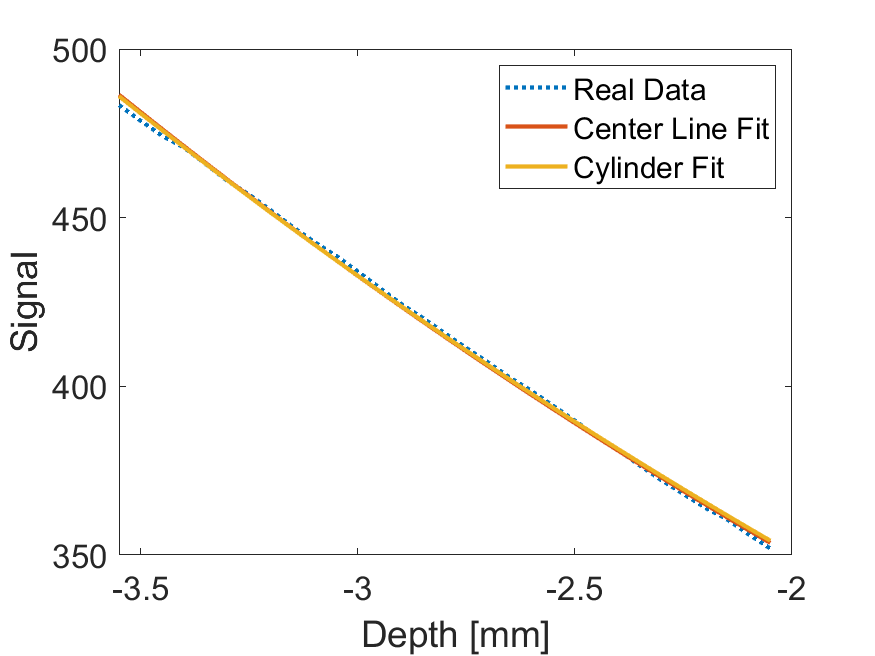 500
450
400
350
Signal
Real Data
Center Line Fit
Cylinder Fit
-3.5 -3 -2.5 -2
Depth [mm]